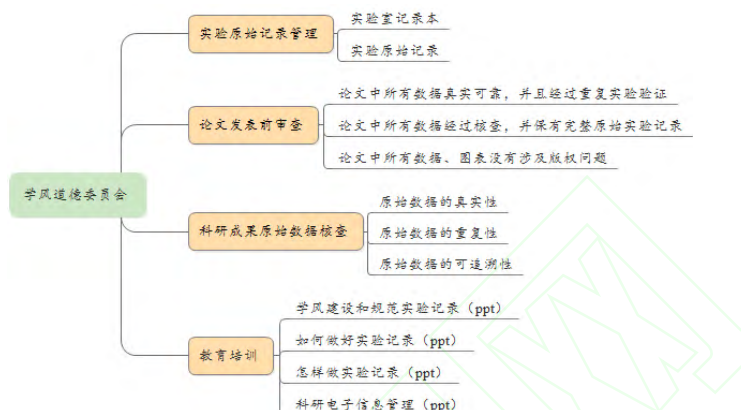 实验原始记录管理
实验室记录本
实验原始记录
论文发表前审查
论文中所有数据真实可靠，并且经过重复实验验证
论文中所有数据经过核查，并保有完整原始实验记录
论文中所有数据、图表没有涉及版权问题
学风道德委员会
科研成果原始数据核查
原始数据的真实性
原始数据的重复性
原始数据的可追溯性
教育培训
学风建设和规范实验记录（ppt）
如何做好实验记录（ppt）
怎样做实验记录（ppt）
科研电子信息管理（ppt）